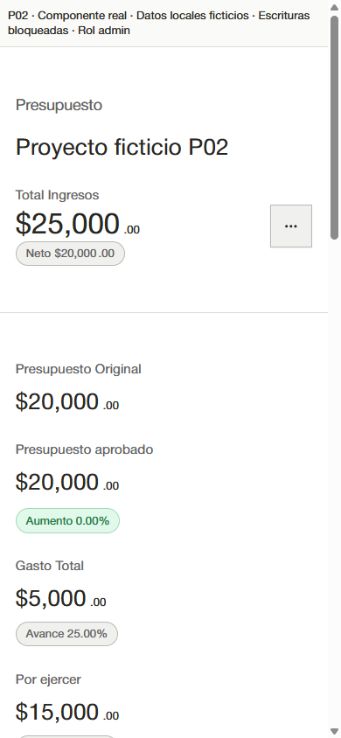 P02 · Componente real · Datos locales ficticios · Escrituras
bloqueadas · Rol admin
Presupuesto
Proyecto ficticio P02
Total Ingresos
$25,000 .00
...
Neto $20,000 .00
Presupuesto Original
$20,000 .00
Presupuesto aprobado
$20,000 .00
Aumento 0.00%
Gasto Total
$5,000 .00
Avance 25.00%
Por ejercer
$15,000 .00